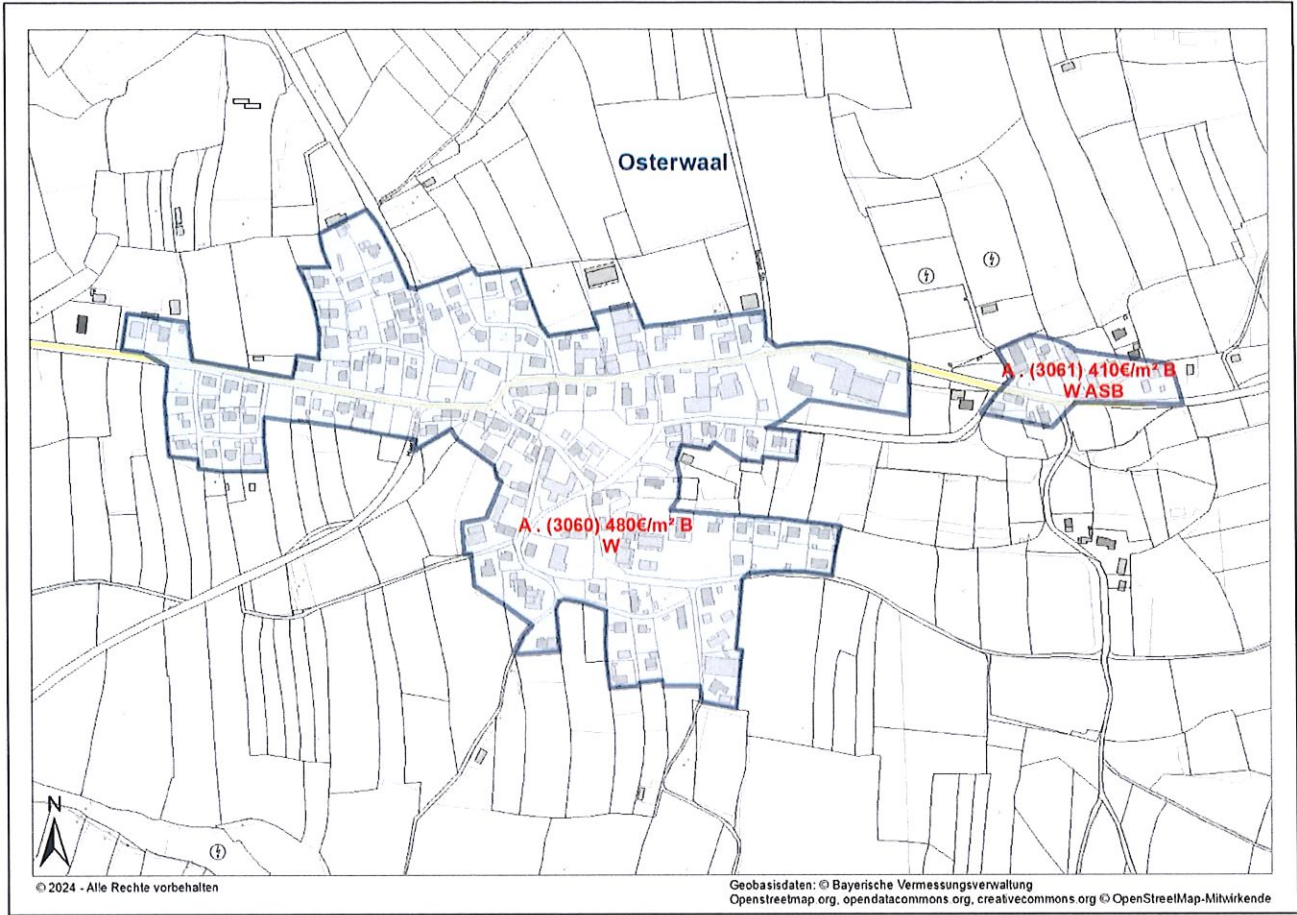 Osterwaal
A . (3061) 410€/m² B
W ASB
A . (3060) 480€/m² B
W
N
© 2024 - Alle Rechte vorbehalten
Geobasisdaten: © Bayerische Vermessungsverwaltung
Openstreetmap.org, opendatacommons.org, creativecommons.org © OpenStreetMap-Mitwirkende